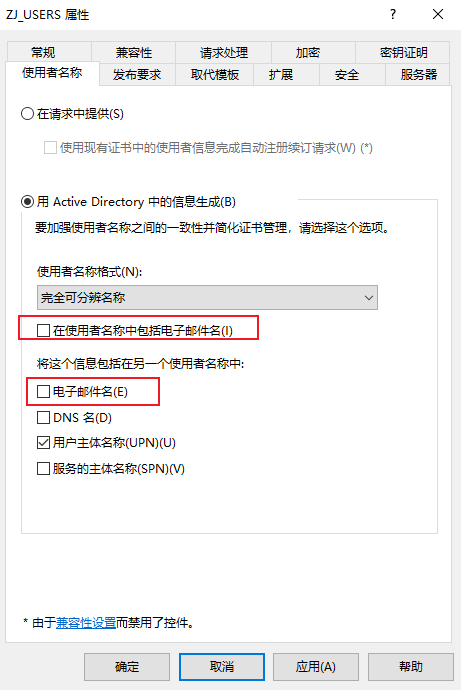 ZJ_USERS 属性
?
常规 兼容性 请求处理 加密 密钥证明
使用者名称 发布要求 取代模板 扩展 安全 服务器
在请求中提供(S)
使用现有证书中的使用者信息完成自动注册续订请求(W) (*)
用 Active Directory 中的信息生成(B)
要加强使用者名称之间的一致性并简化证书管理，请选择这个选项。
使用者名称格式(N):
完全可分辨名称
在使用者名称中包括电子邮件名(I)
将这个信息包括在另一个使用者名称中:
电子邮件名(E)
DNS 名(D)
用户主体名称(UPN)(U)
服务的主体名称(SPN)(V)
* 由于兼容性设置而禁用了控件。
确定 取消 应用(A) 帮助